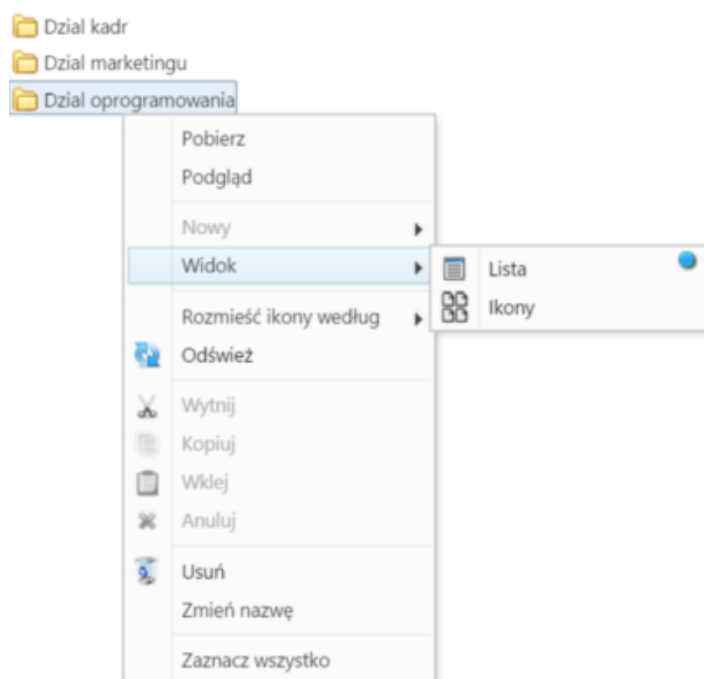 Dzial kadr
Dzial marketingu
Dzial oprogramowania
Pobierz
Podgląd
Nowy
Widok
Lista
Ikony
Rozmieść ikony według
Odśwież
Wytnij
Kopiuj
Wklej
Anuluj
Usuń
Zmień nazwę
Zaznacz wszystko